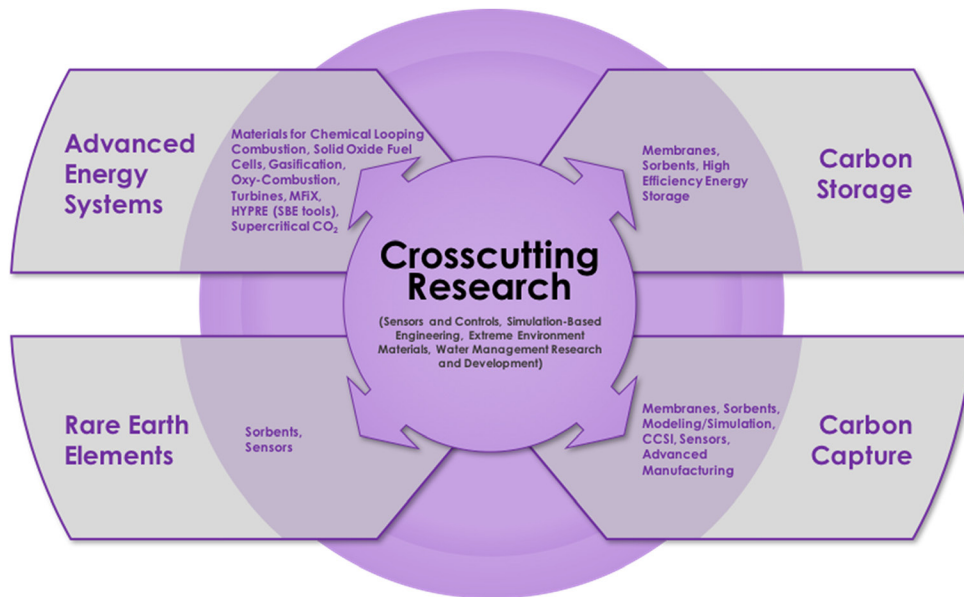 Advanced
Energy
Systems
Materials for Chemical Looping
Combustion, Solid Oxide Fuel
Cells, Gasification,
Oxy-Combustion,
Turbines, MFiX,
HYPRE (SBE tools),
Supercritical CO₂
Membranes,
Sorbents, High
Efficiency Energy
Storage
Carbon
Storage
Crosscutting
Research
(Sensors and Controls, Simulation-Based
Engineering, Extreme Environment
Materials, Water Management Research
and Development)
Rare Earth
Elements
Sorbents,
Sensors
Membranes, Sorbents,
Modeling/Simulation,
CCSI, Sensors,
Advanced
Manufacturing
Carbon
Capture